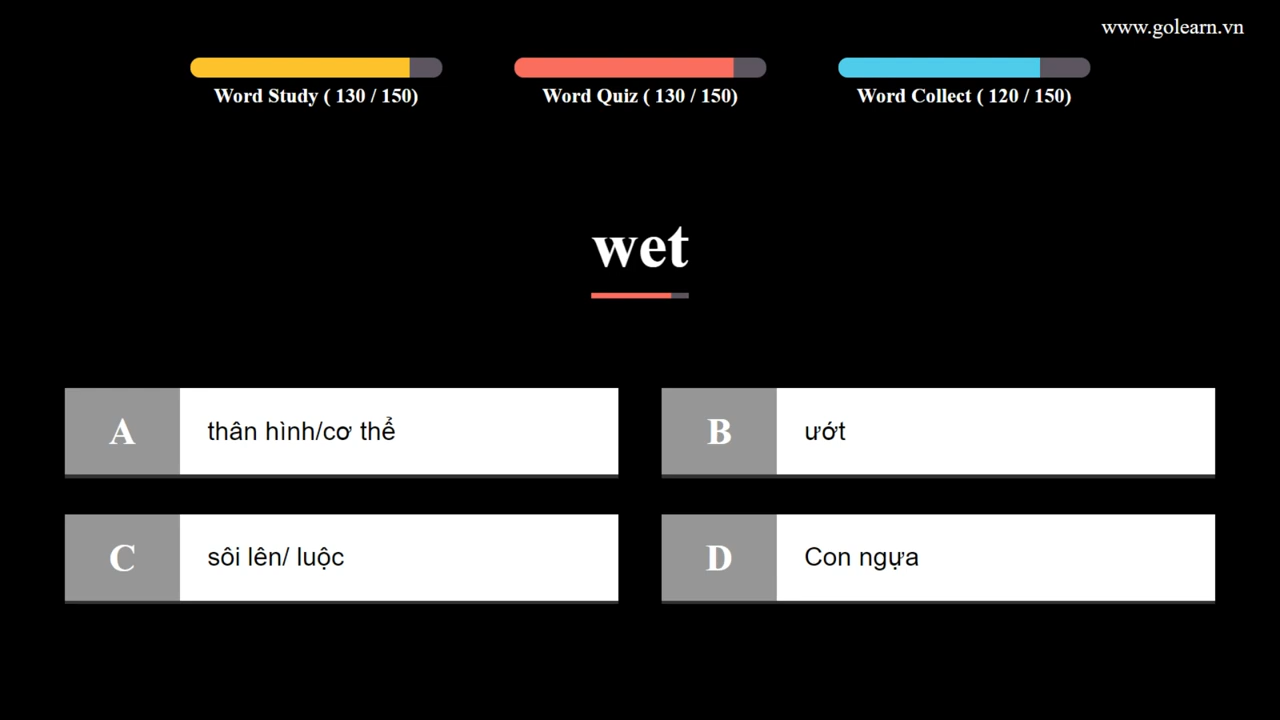 www.golearn.vn
Word Study ( 130 / 150)
Word Quiz ( 130 / 150)
Word Collect ( 120 / 150)
wet
A thân hình/cơ thể
B ướt
C sôi lên/ luộc
D Con ngựa